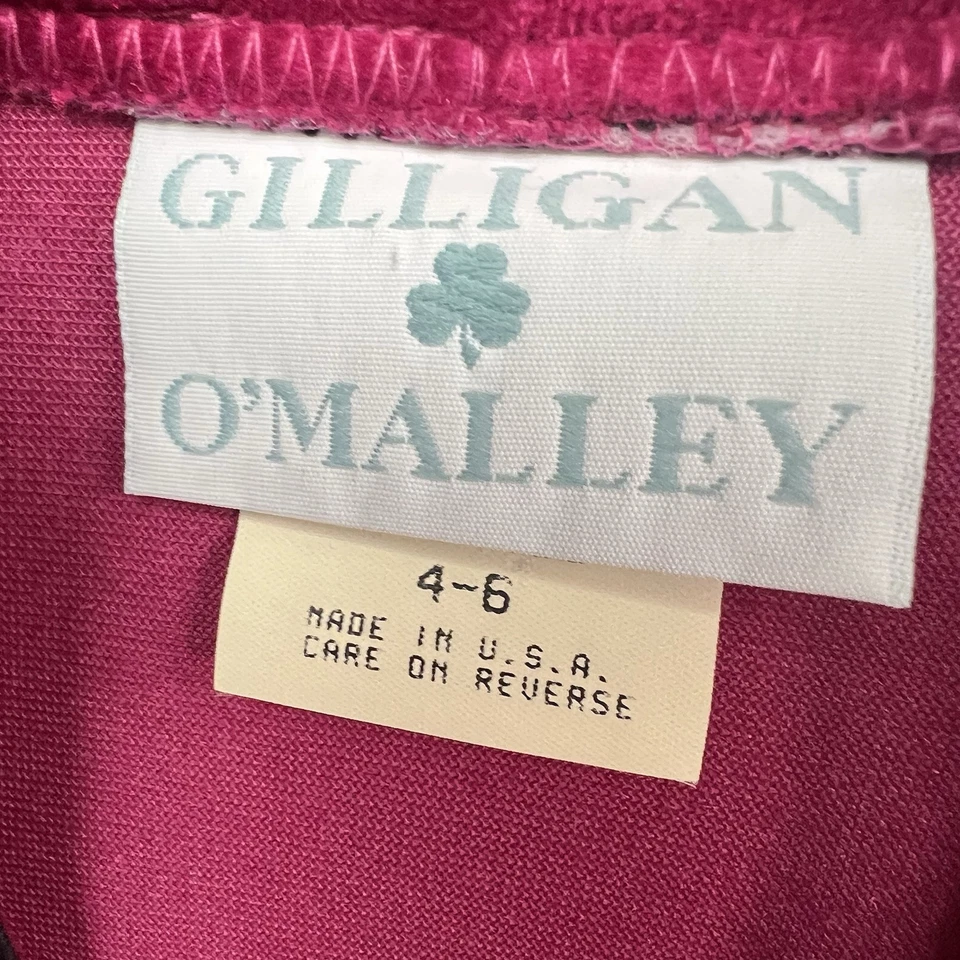 GILLIGAN
O'MALLEY
4-6
MADE IN U.S.A.
CARE ON REVERSE